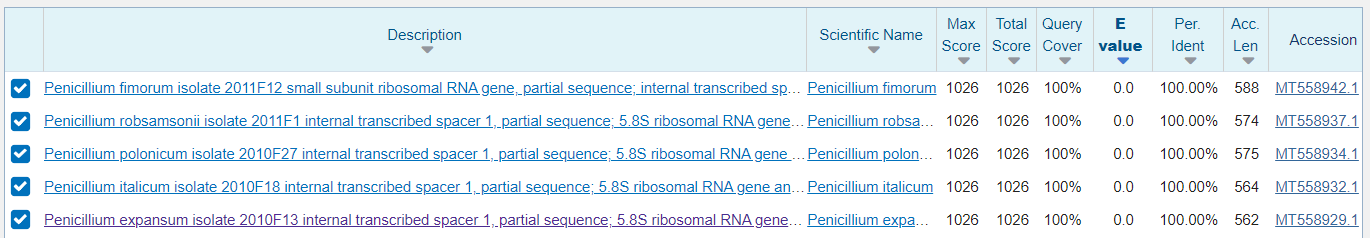 Description Scientific Name Max Score Total Score Query Cover E value Per. Ident Acc. Len Accession
Penicillium fimorum isolate 2011F12 small subunit ribosomal RNA gene, partial sequence; internal transcribed sp... Penicillium fimorum 1026 1026 100% 0.0 100.00% 588 MT558942.1
Penicillium robsamsonii isolate 2011F1 internal transcribed spacer 1, partial sequence; 5.8S ribosomal RNA gene... Penicillium robsa... 1026 1026 100% 0.0 100.00% 574 MT558937.1
Penicillium polonicum isolate 2010F27 internal transcribed spacer 1, partial sequence; 5.8S ribosomal RNA gene ... Penicillium polon... 1026 1026 100% 0.0 100.00% 575 MT558934.1
Penicillium italicum isolate 2010F18 internal transcribed spacer 1, partial sequence; 5.8S ribosomal RNA gene an... Penicillium italicum 1026 1026 100% 0.0 100.00% 564 MT558932.1
Penicillium expansum isolate 2010F13 internal transcribed spacer 1, partial sequence; 5.8S ribosomal RNA gene... Penicillium expa... 1026 1026 100% 0.0 100.00% 562 MT558929.1